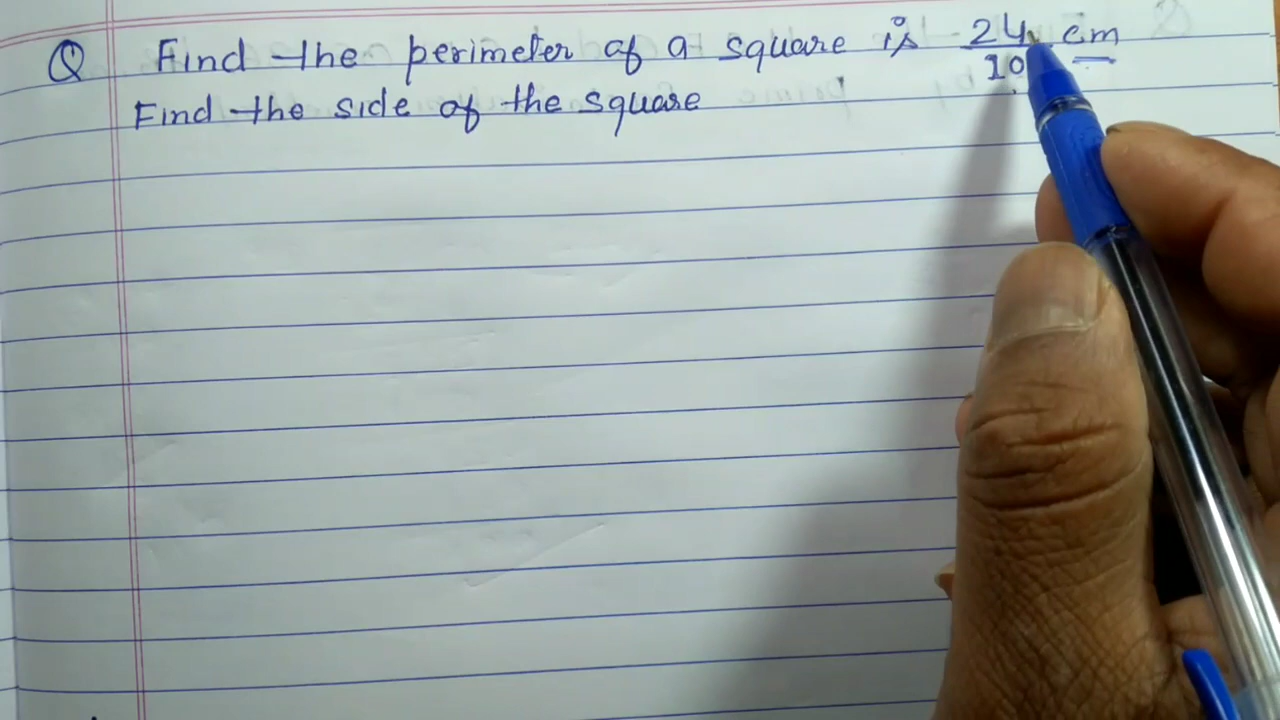 Q Find the perimeter of a square is 24/10 cm
Find the side of the square